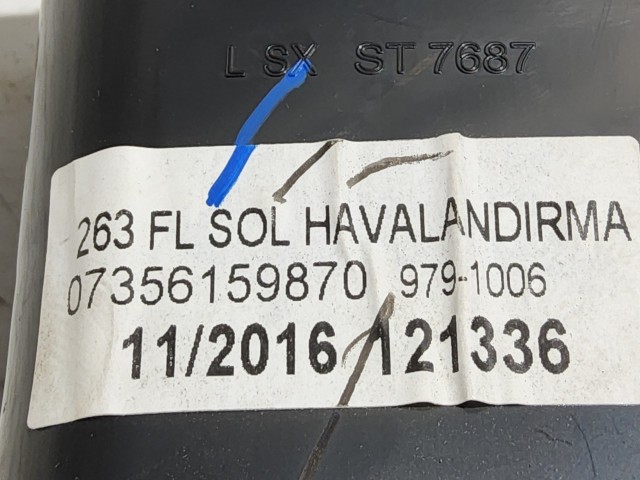 L SX ST 7687
263 FL SOL HAVALANDIRMA
07356159870 979-1006
11/2016 121336